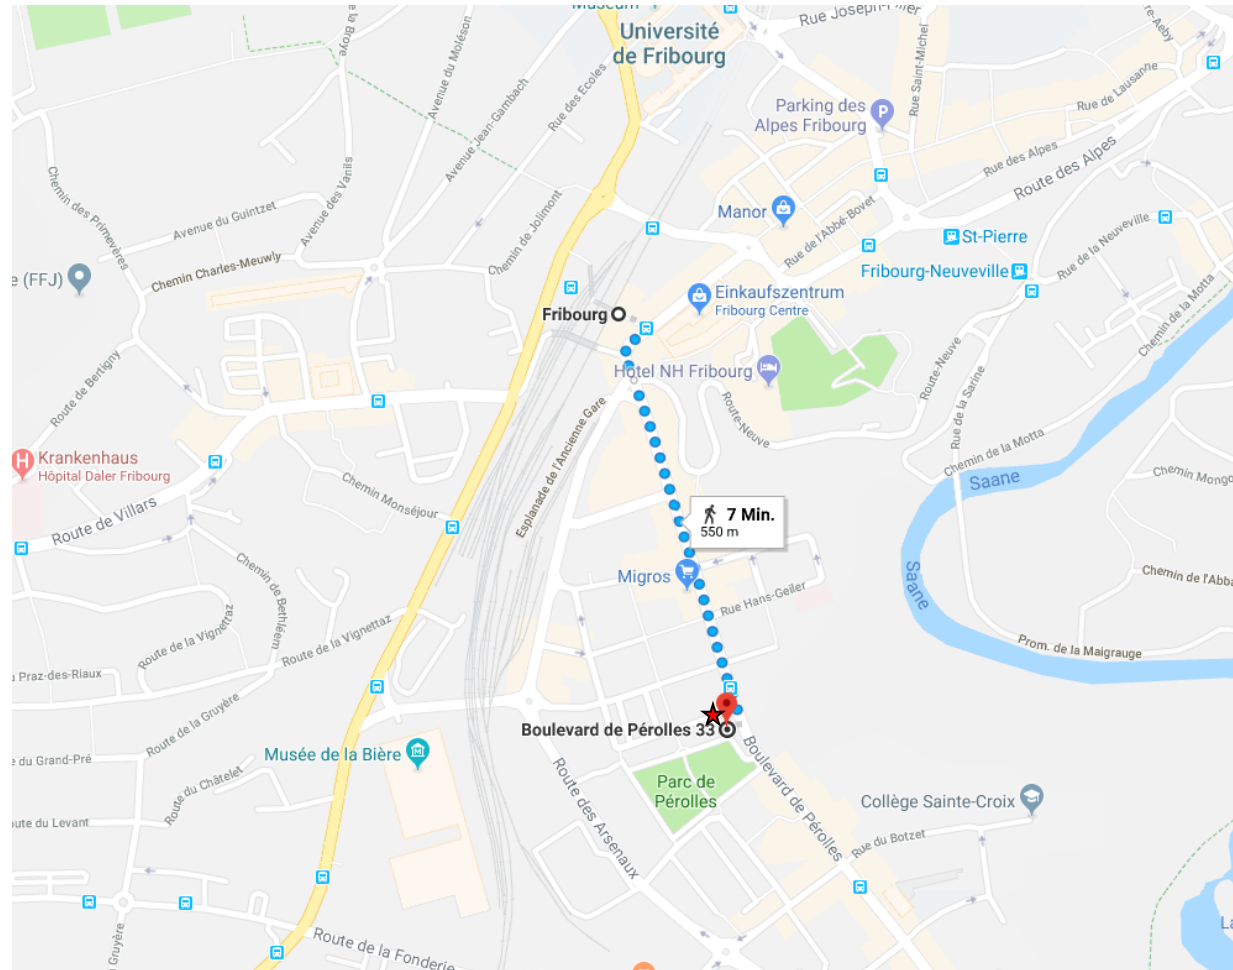 Museum
Université
de Fribourg
Rue Joseph-Piller
Rue Saint-Michel
Rue de Lausanne
Parking des
Alpes Fribourg
P
Rue des Alpes
Route des Alpes
de la Broye
Avenue du Moléson
Avenue Jean-Gambach
Rue des Ecoles
Chemin des Primevères
Avenue du Guintzet
Avenue des Vanils
Chemin de Jolimont
Chemin Charles-Meuwly
e (FFJ)
Manor
Rue de l'Abbé-Bovet
St-Pierre
Fribourg-Neuveville
Rue de la Neuveville
Chemin de la Motta
Einkaufszentrum
Fribourg Centre
Fribourg
Hotel NH Fribourg
Route-Neuve
Route-Neuve
Rue de la Sarine
Chemin de la Motta
Route de Bertigny
Esplanade de l'Ancienne Gare
H
Krankenhaus
Hôpital Daler Fribourg
Chemin Monséjour
Route de Villars
Saane
Saane
Chemin Mongo
7 Min.
550 m
Migros
Rue Hans-Geiler
Chemin de l'Abba
Prom. de la Maigrauge
Chemin de Bethléem
Route de la Vignettaz
Route de la Vignettaz
Praz-des-Riaux
Route de la Gruyère
Boulevard de Pérolles 33
Musée de la Bière
e du Grand-Pré
Route du Châtelet
ute du Levant
Parc de
Pérolles
Boulevard de Pérolles
Route des Arsenaux
Collège Sainte-Croix
Rue du Botzet
Gruyère
Route de la Fonderie
La